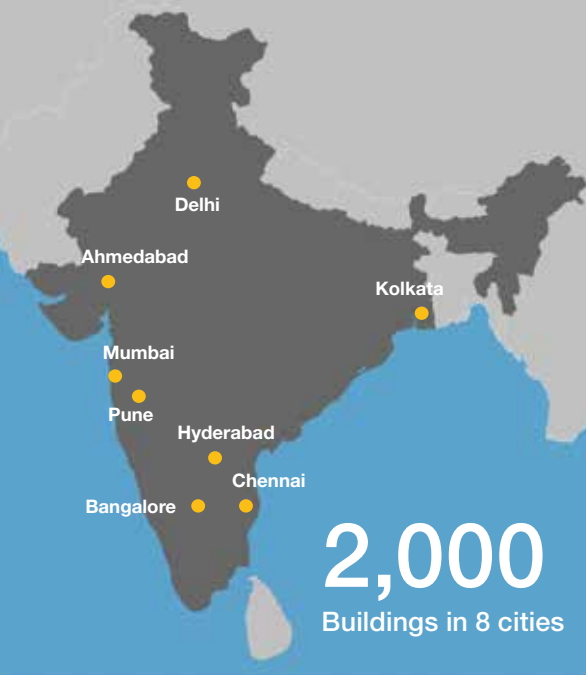 Delhi
Ahmedabad
Kolkata
Mumbai
Pune
Hyderabad
Chennai
Bangalore
2,000
Buildings in 8 cities